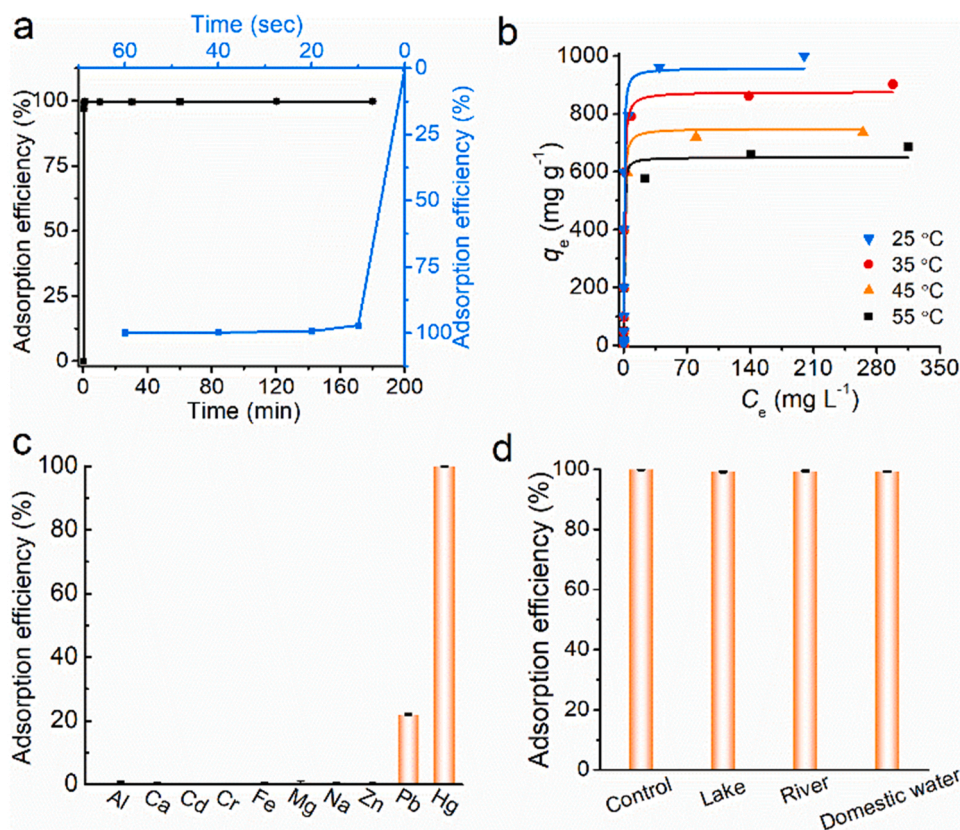 a
Time (sec)
60 40 20 0
Adsorption efficiency (%)
100
75
50
25
0
0
25
50
75
100
Adsorption efficiency (%)
0 40 80 120 160 200
Time (min)
b
qe (mg g-1)
1000
800
600
400
200
0
25 °C
35 °C
45 °C
55 °C
0 70 140 210 280 350
Ce (mg L-1)
c
Adsorption efficiency (%)
100
80
60
40
20
0
Al Ca Cd Cr Fe Mg Na Zn Pb Hg
d
Adsorption efficiency (%)
100
80
60
40
20
0
Control Lake River Domestic water